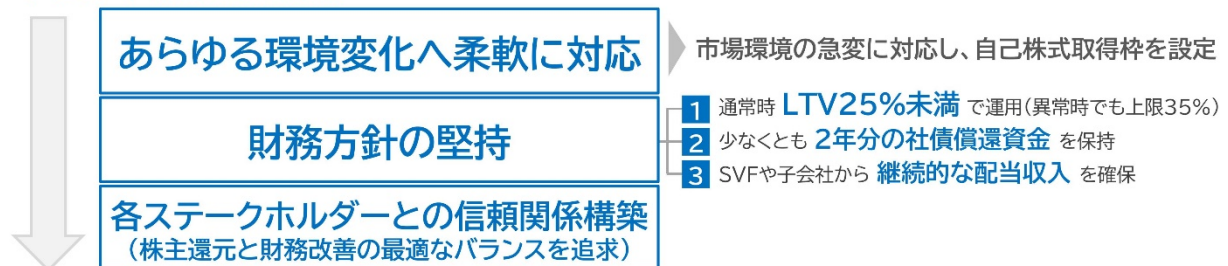 あらゆる環境変化へ柔軟に対応
市場環境の急変に対応し、自己株式取得枠を設定
財務方針の堅持
1 通常時 LTV25%未満 で運用(異常時でも上限35%)
2 少なくとも 2年分の社債償還資金 を保持
3 SVFや子会社から 継続的な配当収入 を確保
各ステークホルダーとの信頼関係構築
(株主還元と財務改善の最適なバランスを追求)